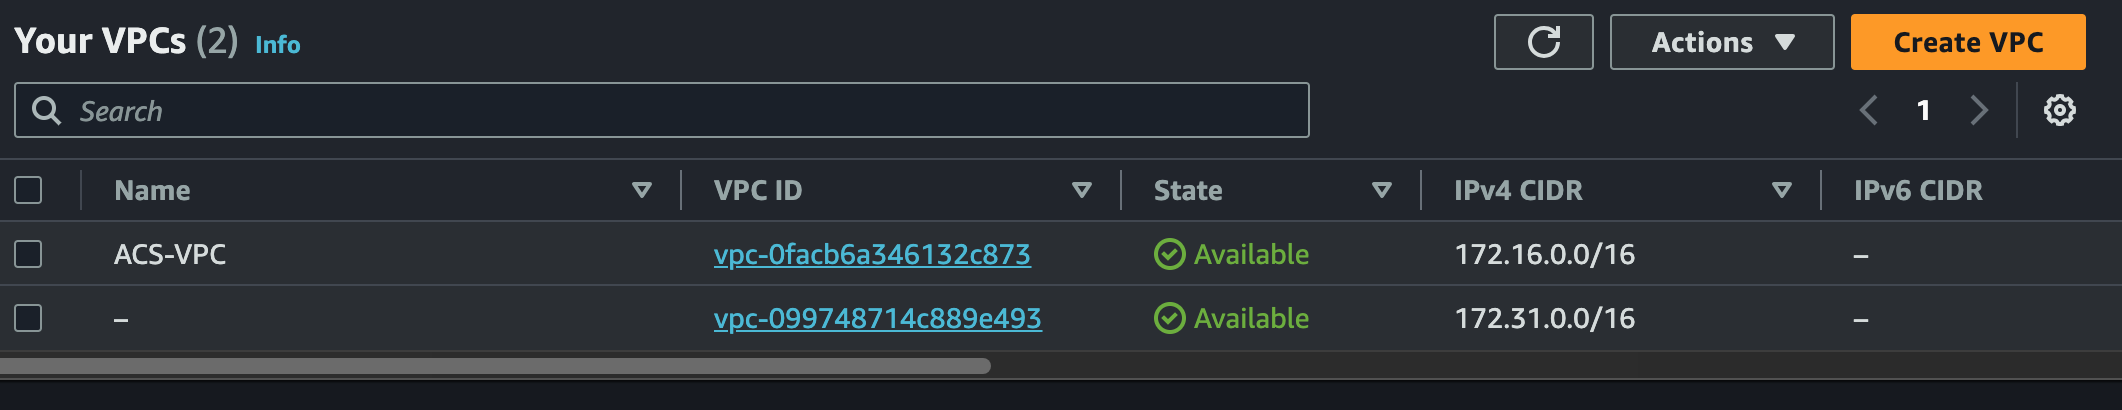 Your VPCs (2) Info
Actions
Create VPC
Search
1
Name VPC ID State IPv4 CIDR IPv6 CIDR
ACS-VPC vpc-0facb6a346132c873 Available 172.16.0.0/16 –
– vpc-099748714c889e493 Available 172.31.0.0/16 –